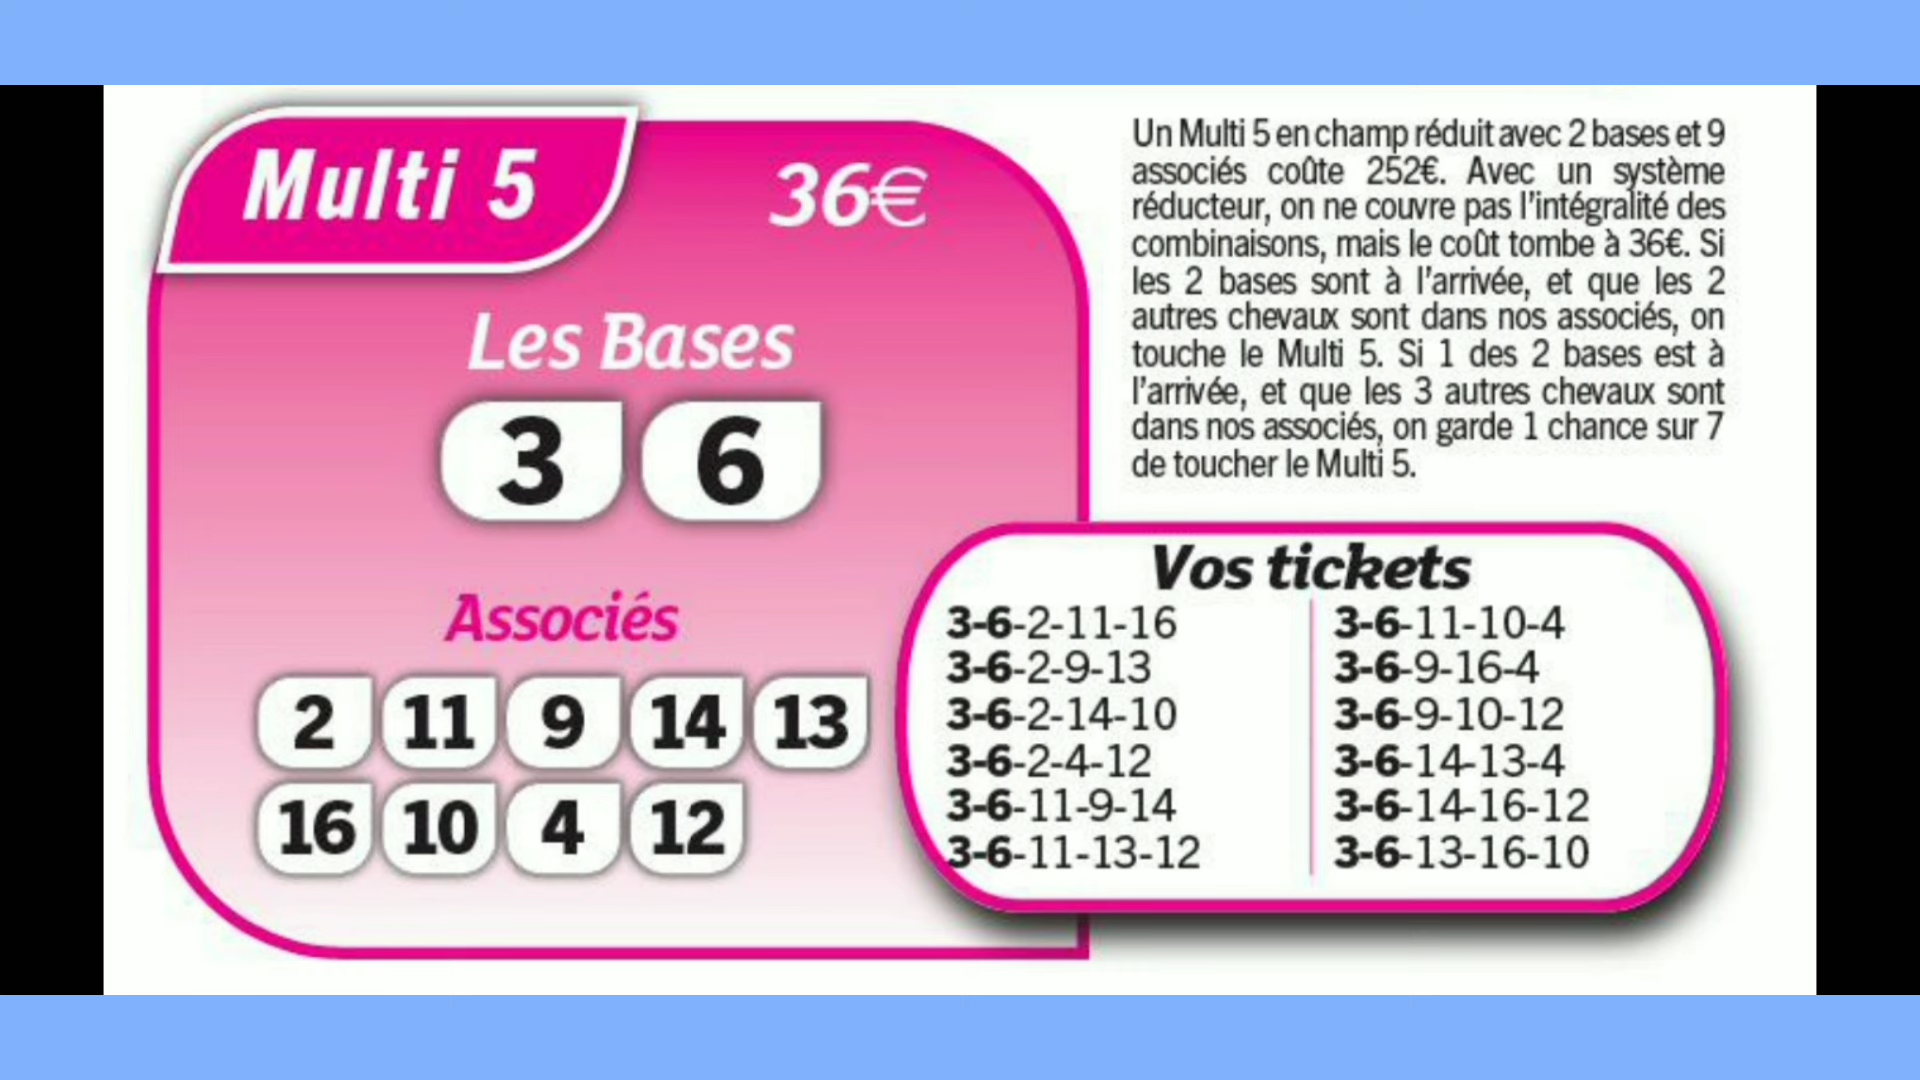 Multi 5
36€
Les Bases
3 6
Associés
2 11 9 14 13
16 10 4 12
Un Multi 5 en champ réduit avec 2 bases et 9
associés coûte 252€. Avec un système
réducteur, on ne couvre pas l'intégralité des
combinaisons, mais le coût tombe à 36€. Si
les 2 bases sont à l'arrivée, et que les 2
autres chevaux sont dans nos associés, on
touche le Multi 5. Si 1 des 2 bases est à
l'arrivée, et que les 3 autres chevaux sont
dans nos associés, on garde 1 chance sur 7
de toucher le Multi 5.
Vos tickets
3-6-2-11-16
3-6-2-9-13
3-6-2-14-10
3-6-2-4-12
3-6-11-9-14
3-6-11-13-12
3-6-11-10-4
3-6-9-16-4
3-6-9-10-12
3-6-14-13-4
3-6-14-16-12
3-6-13-16-10